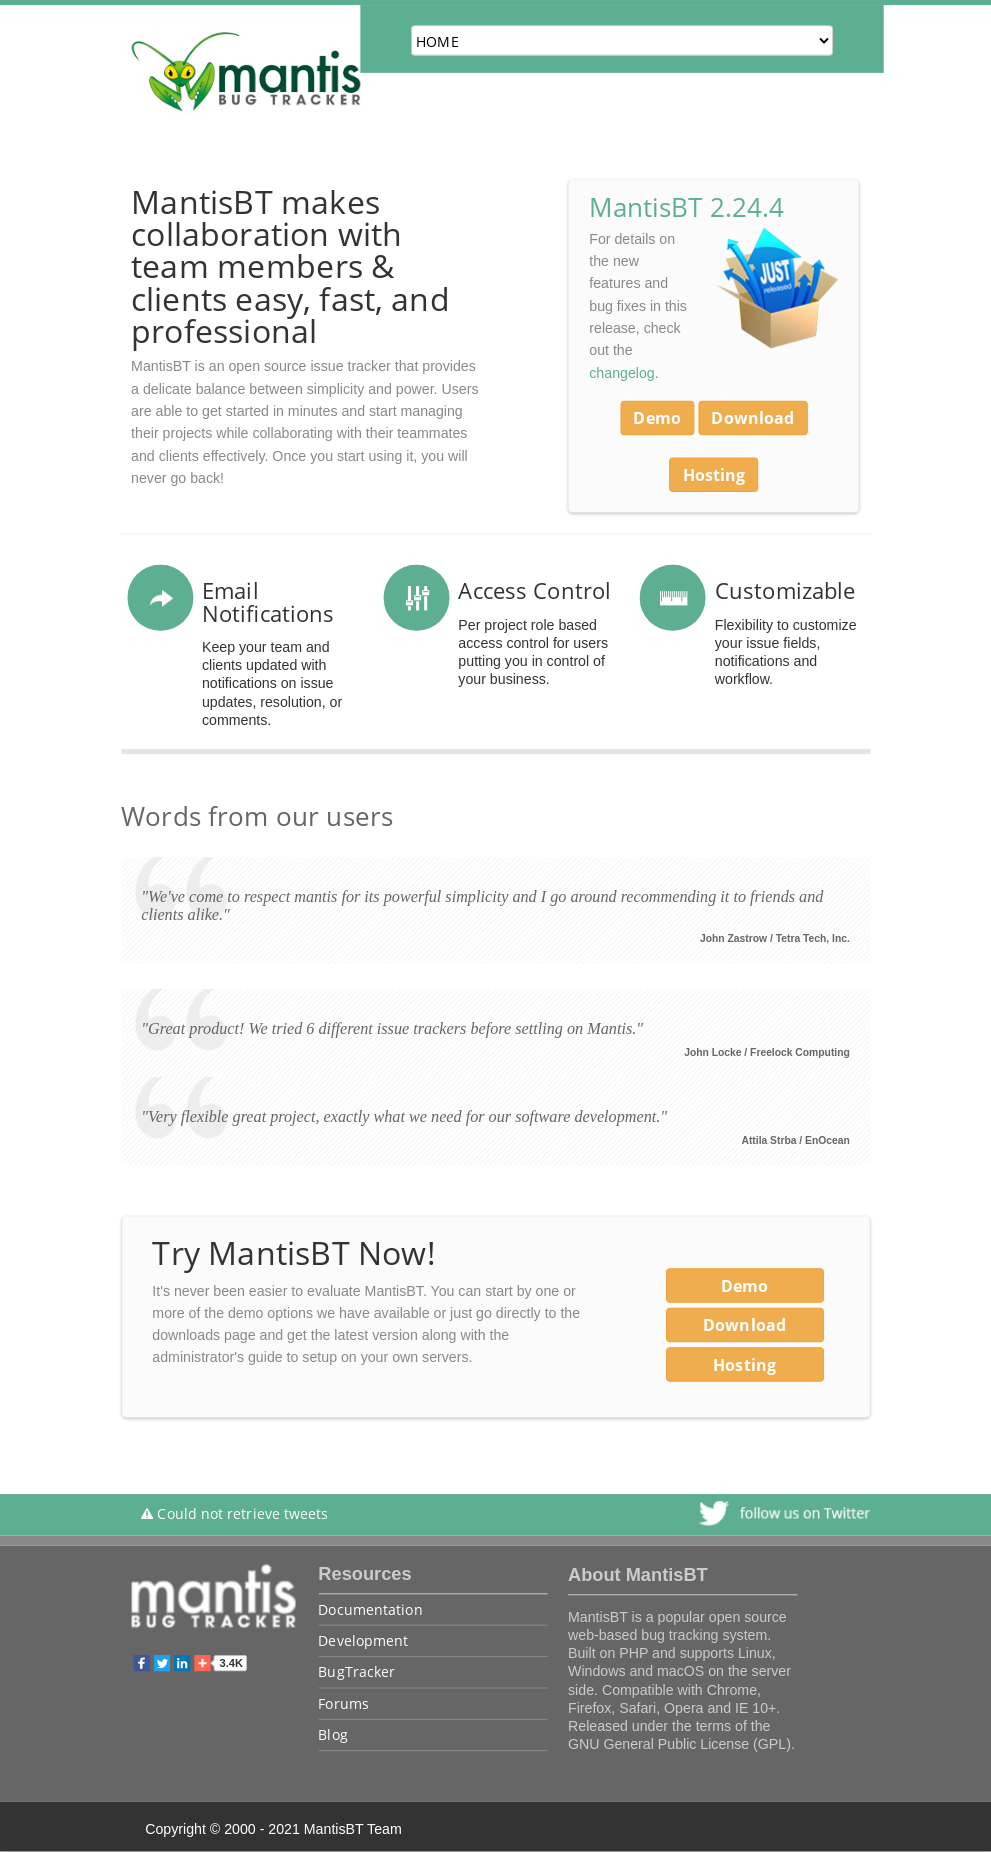 HOME
mantis
BUG TRACKER
MantisBT makes
collaboration with
team members &
clients easy, fast, and
professional
MantisBT is an open source issue tracker that provides
a delicate balance between simplicity and power. Users
are able to get started in minutes and start managing
their projects while collaborating with their teammates
and clients effectively. Once you start using it, you will
never go back!
MantisBT 2.24.4
For details on
the new
features and
bug fixes in this
release, check
out the
changelog.
JUST
released
Demo
Download
Hosting
Email
Notifications
Keep your team and
clients updated with
notifications on issue
updates, resolution, or
comments.
Access Control
Per project role based
access control for users
putting you in control of
your business.
Customizable
Flexibility to customize
your issue fields,
notifications and
workflow.
Words from our users
"We've come to respect mantis for its powerful simplicity and I go around recommending it to friends and
clients alike."
John Zastrow / Tetra Tech, Inc.
"Great product! We tried 6 different issue trackers before settling on Mantis."
John Locke / Freelock Computing
"Very flexible great project, exactly what we need for our software development."
Attila Strba / EnOcean
Try MantisBT Now!
It's never been easier to evaluate MantisBT. You can start by one or
more of the demo options we have available or just go directly to the
downloads page and get the latest version along with the
administrator's guide to setup on your own servers.
Demo
Download
Hosting
Could not retrieve tweets
follow us on Twitter
mantis
BUG TRACKER
3.4K
Resources
Documentation
Development
BugTracker
Forums
Blog
About MantisBT
MantisBT is a popular open source
web-based bug tracking system.
Built on PHP and supports Linux,
Windows and macOS on the server
side. Compatible with Chrome,
Firefox, Safari, Opera and IE 10+.
Released under the terms of the
GNU General Public License (GPL).
Copyright © 2000 - 2021 MantisBT Team